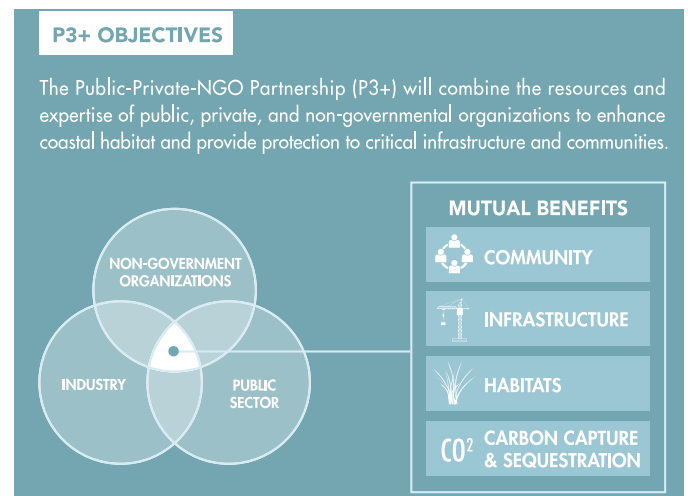 P3+ OBJECTIVES
The Public-Private-NGO Partnership (P3+) will combine the resources and
expertise of public, private, and non-governmental organizations to enhance
coastal habitat and provide protection to critical infrastructure and communities.
NON-GOVERNMENT
ORGANIZATIONS
INDUSTRY
PUBLIC
SECTOR
MUTUAL BENEFITS
COMMUNITY
INFRASTRUCTURE
HABITATS
CO² CARBON CAPTURE
& SEQUESTRATION